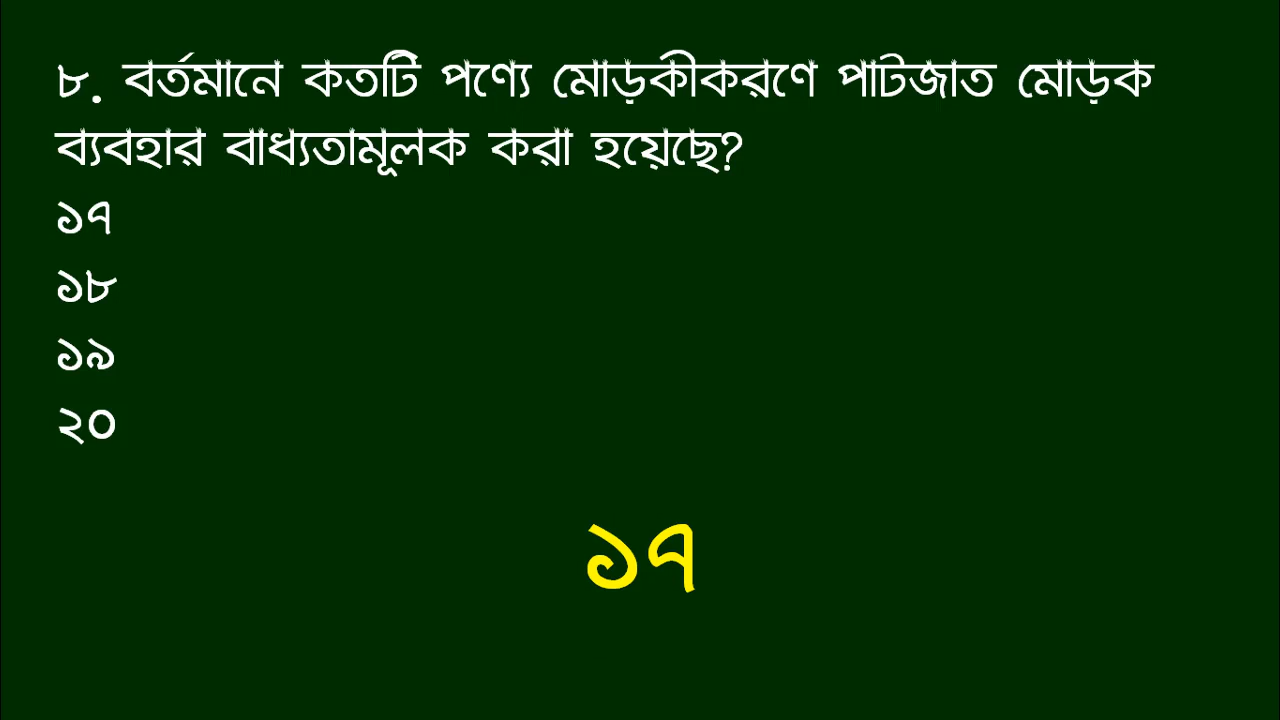 ৮. বর্তমানে কতটি পণ্যে মোড়কীকরণে পাটজাত মোড়ক
ব্যবহার বাধ্যতামূলক করা হয়েছে?
১৭
১৮
১৯
২০
১৭